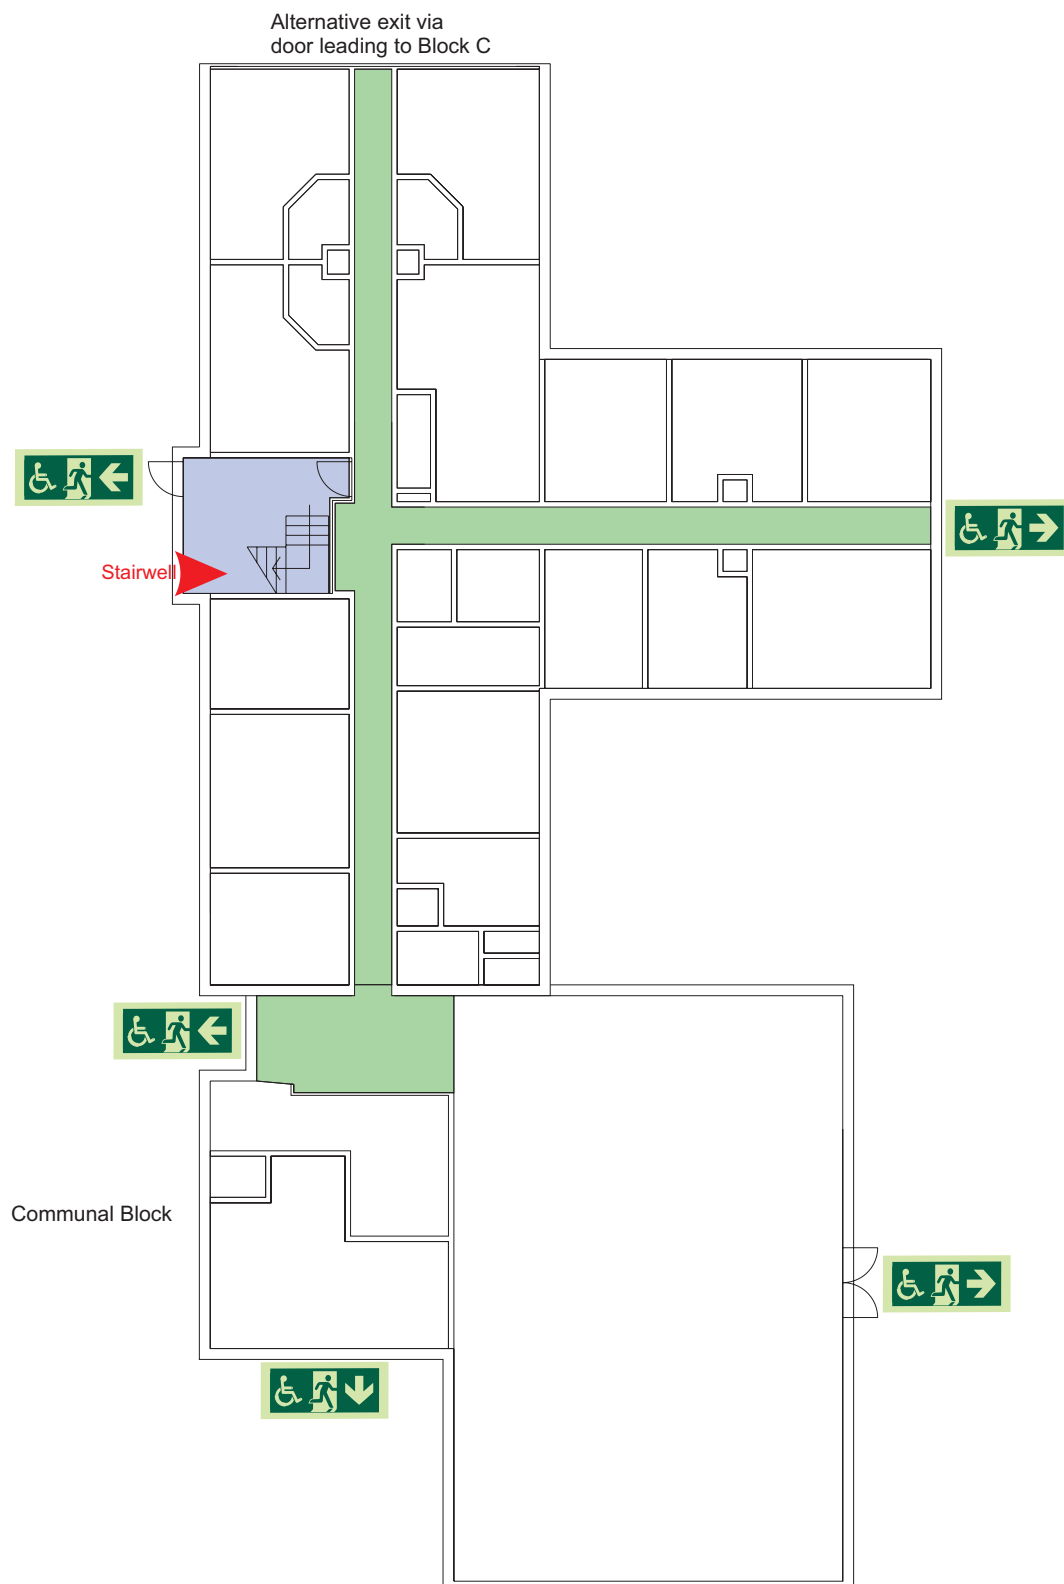 Alternative exit via
door leading to Block C
Stairwell
Communal Block